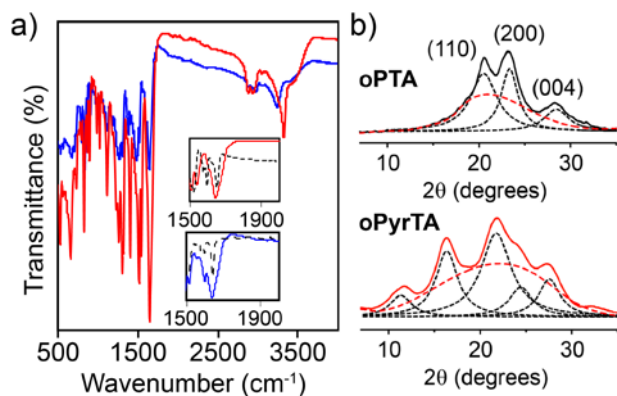 a)
Transmittance (%)
1500 1900
1500 1900
500 1500 2500 3500
Wavenumber (cm⁻¹)
b)
(200)
(110)
oPTA
(004)
10 20 30
2θ (degrees)
oPyrTA
10 20 30
2θ (degrees)